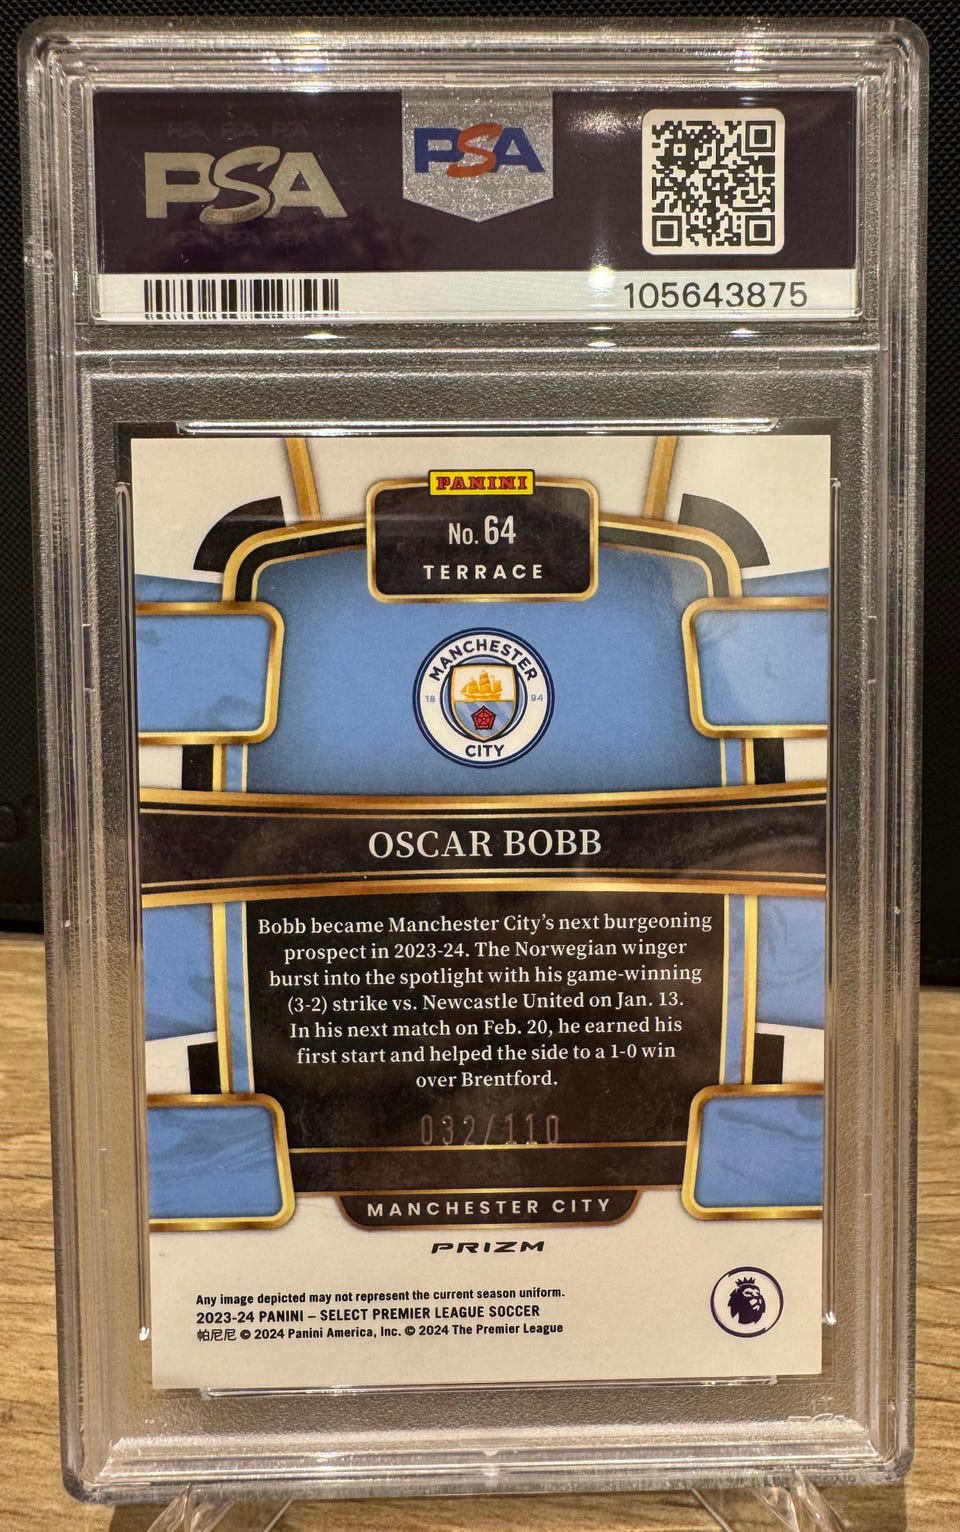 PSA
PSA
105643875
PANINI
No. 64
TERRACE
MANCHESTER
18 94
CITY
OSCAR BOBB
Bobb became Manchester City's next burgeoning
prospect in 2023-24. The Norwegian winger
burst into the spotlight with his game-winning
(3-2) strike vs. Newcastle United on Jan. 13.
In his next match on Feb. 20, he earned his
first start and helped the side to a 1-0 win
over Brentford.
032/110
MANCHESTER CITY
PRIZM
Any image depicted may not represent the current season uniform.
2023-24 PANINI – SELECT PREMIER LEAGUE SOCCER
帕尼尼 © 2024 Panini America, Inc. © 2024 The Premier League